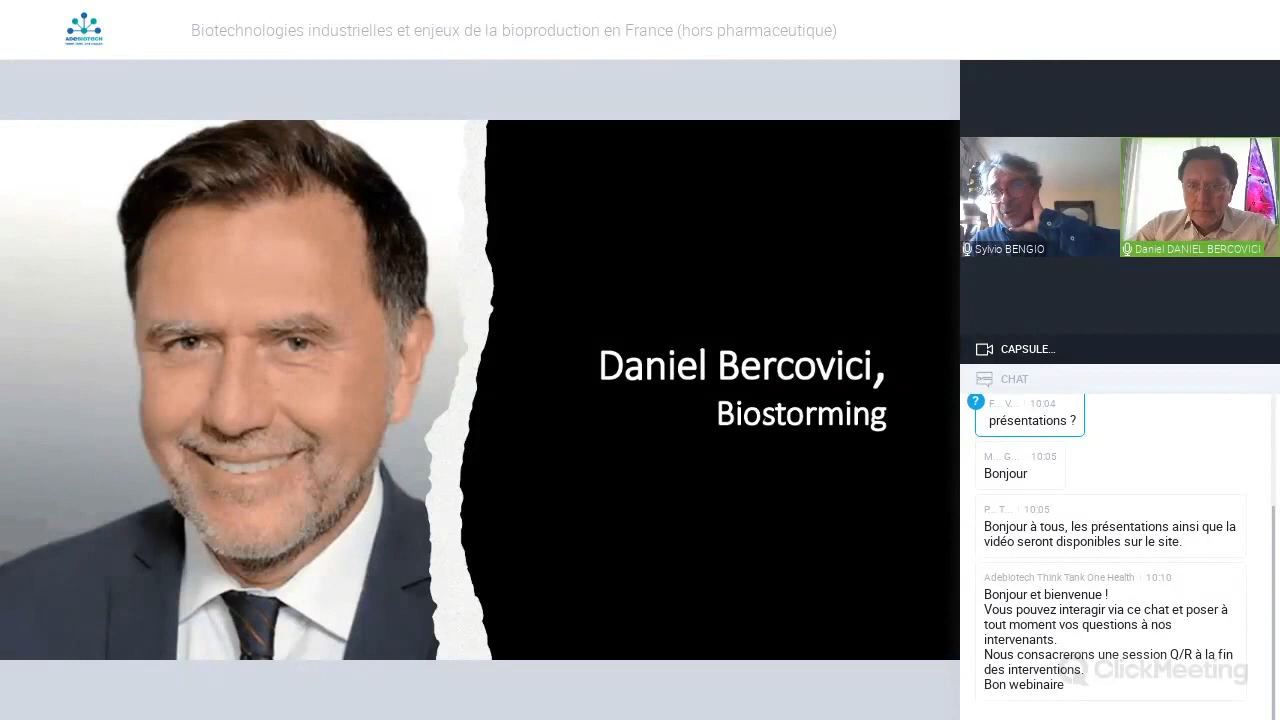 ADEBIOTECH
Biotechnologies industrielles et enjeux de la bioproduction en France (hors pharmaceutique)
Daniel Bercovici,
Biostorming
Sylvio BENGIO
Daniel DANIEL BERCOVICI
CAPSULE...
CHAT
?
F... V... 10:04
présentations ?
M... G... 10:05
Bonjour
P... T... 10:05
Bonjour à tous, les présentations ainsi que la
vidéo seront disponibles sur le site.
Adebiotech Think Tank One Health 10:10
Bonjour et bienvenue !
Vous pouvez interagir via ce chat et poser à
tout moment vos questions à nos
intervenants.
Nous consacrerons une session Q/R à la fin
des interventions.
Bon webinaire
ClickMeeting